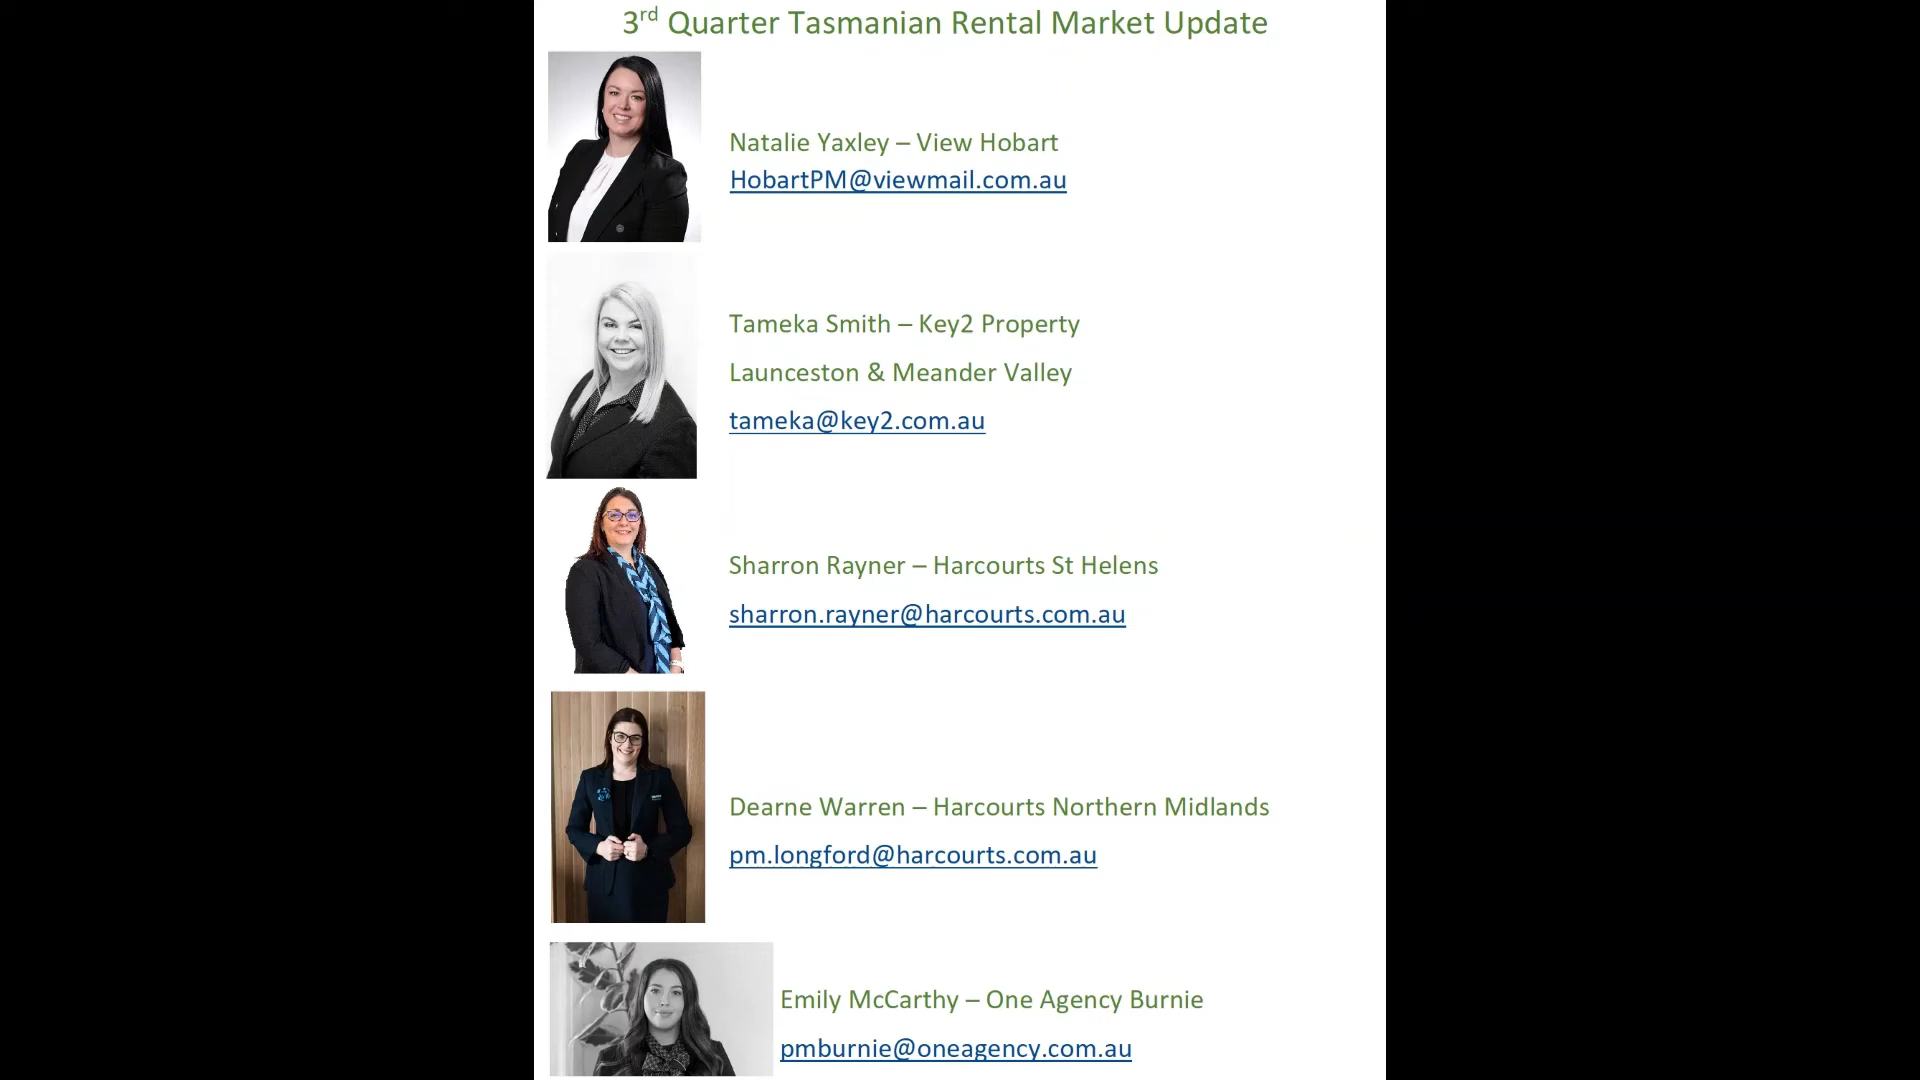 3rd Quarter Tasmanian Rental Market Update
Natalie Yaxley – View Hobart
HobartPM@viewmail.com.au
Tameka Smith – Key2 Property
Launceston & Meander Valley
tameka@key2.com.au
Sharron Rayner – Harcourts St Helens
sharron.rayner@harcourts.com.au
Dearne Warren – Harcourts Northern Midlands
pm.longford@harcourts.com.au
Emily McCarthy – One Agency Burnie
pmburnie@oneagency.com.au